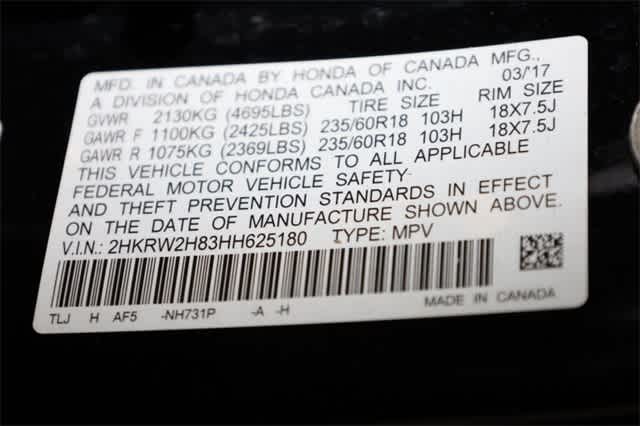 MFD. IN CANADA BY HONDA OF CANADA MFG.,
A DIVISION OF HONDA CANADA INC. 03/'17
GVWR 2130KG (4695LBS) TIRE SIZE RIM SIZE
GAWR F 1100KG (2425LBS) 235/60R18 103H 18X7.5J
GAWR R 1075KG (2369LBS) 235/60R18 103H 18X7.5J
THIS VEHICLE CONFORMS TO ALL APPLICABLE
FEDERAL MOTOR VEHICLE SAFETY
AND THEFT PREVENTION STANDARDS IN EFFECT
ON THE DATE OF MANUFACTURE SHOWN ABOVE.
V.I.N.: 2HKRW2H83HH625180 TYPE: MPV
TLJ H AF5 -NH731P -A -H MADE IN CANADA